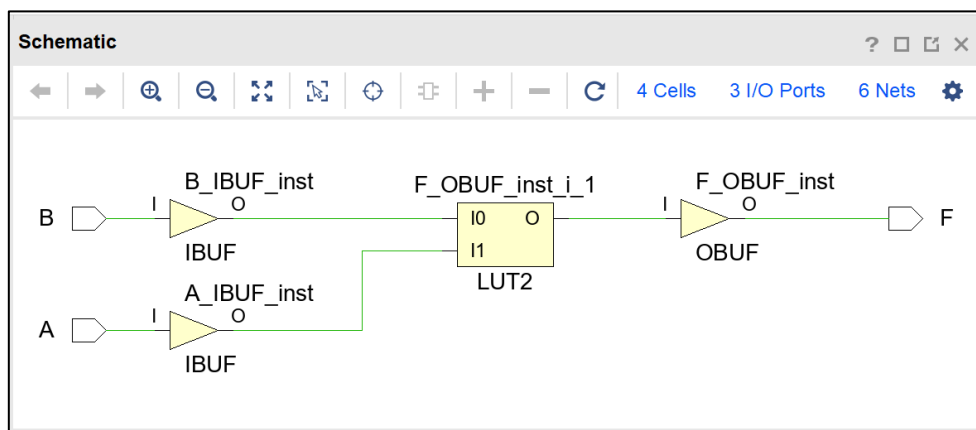 Schematic
?
4 Cells 3 I/O Ports 6 Nets
B_IBUF_inst F_OBUF_inst_i_1 F_OBUF_inst
B I O I0 O I O F
IBUF I1 OBUF
LUT2
A_IBUF_inst
A I O
IBUF